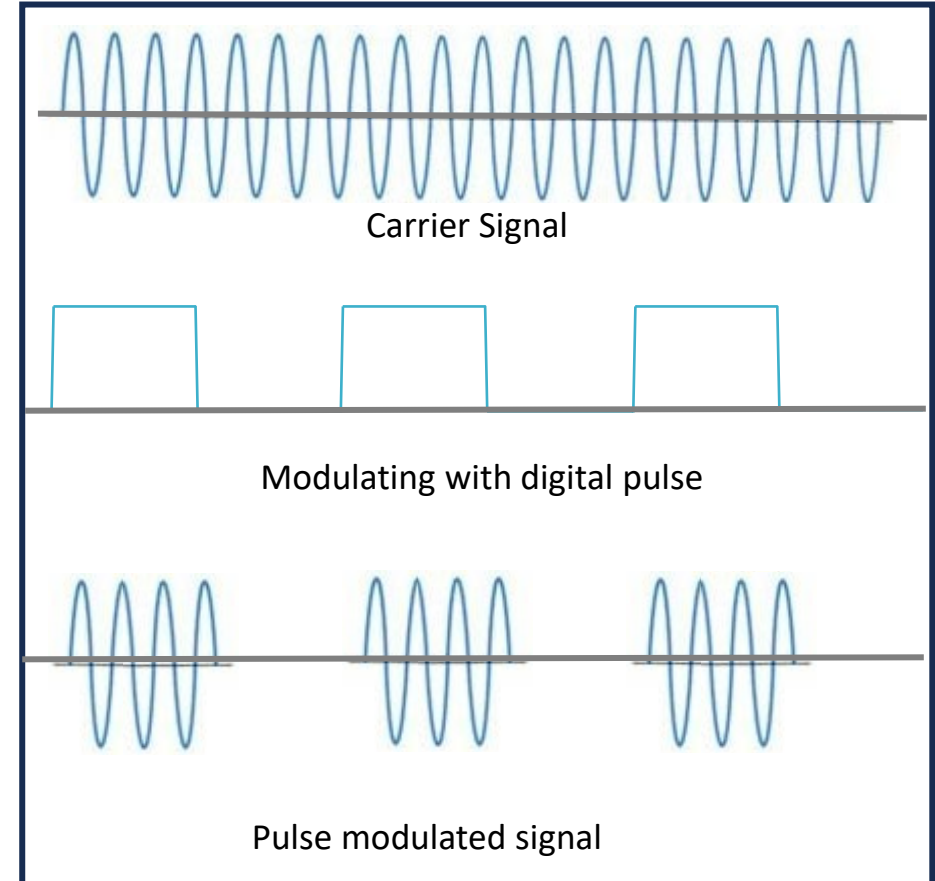 Carrier Signal
Modulating with digital pulse
Pulse modulated signal